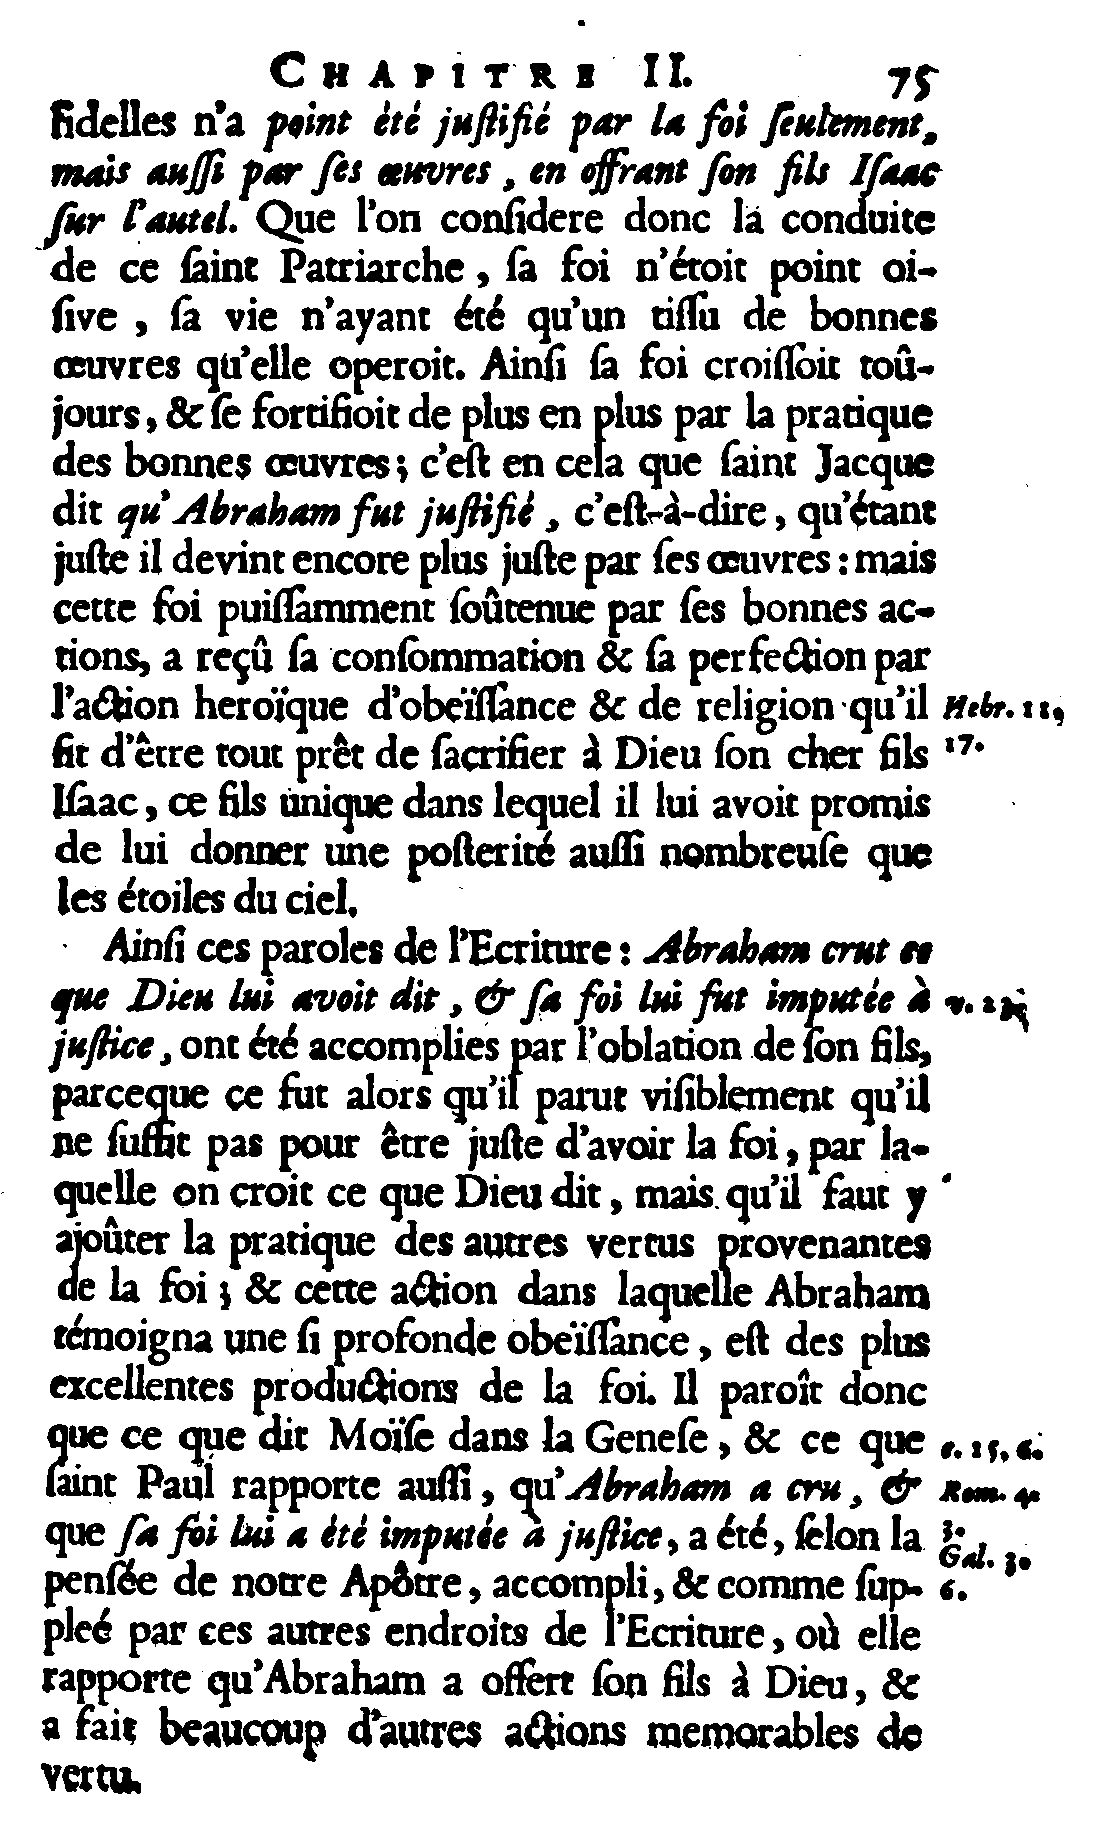 CHAPITRE II. 75
Fidelles n'a point été juſtifié par la foi ſeulement,
mais auſſi par ſes œuvres, en offrant ſon fils Iſaac
ſur l'autel. Que l'on conſidere donc la conduite
de ce ſaint Patriarche, ſa foi n'étoit point oi-
ſive, ſa vie n'ayant été qu'un tiſſu de bonnes
œuvres qu'elle operoit. Ainſi ſa foi croiſſoit toû-
jours, & ſe fortifioit de plus en plus par la pratique
des bonnes œuvres; c'eſt en cela que ſaint Jacque
dit qu'Abraham fut juſtifié, c'eſt-à-dire, qu'étant
juſte il devint encore plus juſte par ſes œuvres: mais
cette foi puiſſamment ſoûtenue par ſes bonnes ac-
tions, a reçû ſa conſommation & ſa perfection par
l'action heroïque d'obeïſſance & de religion qu'il Hebr. 11,
fit d'être tout prêt de ſacrifier à Dieu ſon cher fils 17.
Iſaac, ce fils unique dans lequel il lui avoit promis
de lui donner une poſterité auſſi nombreuſe que
les étoiles du ciel.
Ainſi ces paroles de l'Ecriture: Abraham crut ce
que Dieu lui avoit dit, & ſa foi lui fut imputée à v.
juſtice, ont été accomplies par l'oblation de ſon fils,
parceque ce fut alors qu'il parut viſiblement qu'il
ne ſuffit pas pour être juſte d'avoir la foi, par la-
quelle on croit ce que Dieu dit, mais qu'il faut y
ajoûter la pratique des autres vertus provenantes
de la foi; & cette action dans laquelle Abraham
témoigna une ſi profonde obeïſſance, eſt des plus
excellentes productions de la foi. Il paroît donc
que ce que dit Moïſe dans la Geneſe, & ce que c. 15, 6.
ſaint Paul rapporte auſſi, qu'Abraham a cru, & Rom. 4.
que ſa foi lui a été imputée à juſtice, a été, ſelon la 3.
Gal. 3.
penſée de notre Apôtre, accompli, & comme ſup- 6.
pleé par ces autres endroits de l'Ecriture, où elle
rapporte qu'Abraham a offert ſon fils à Dieu, &
a fait beaucoup d'autres actions memorables de
vertu.